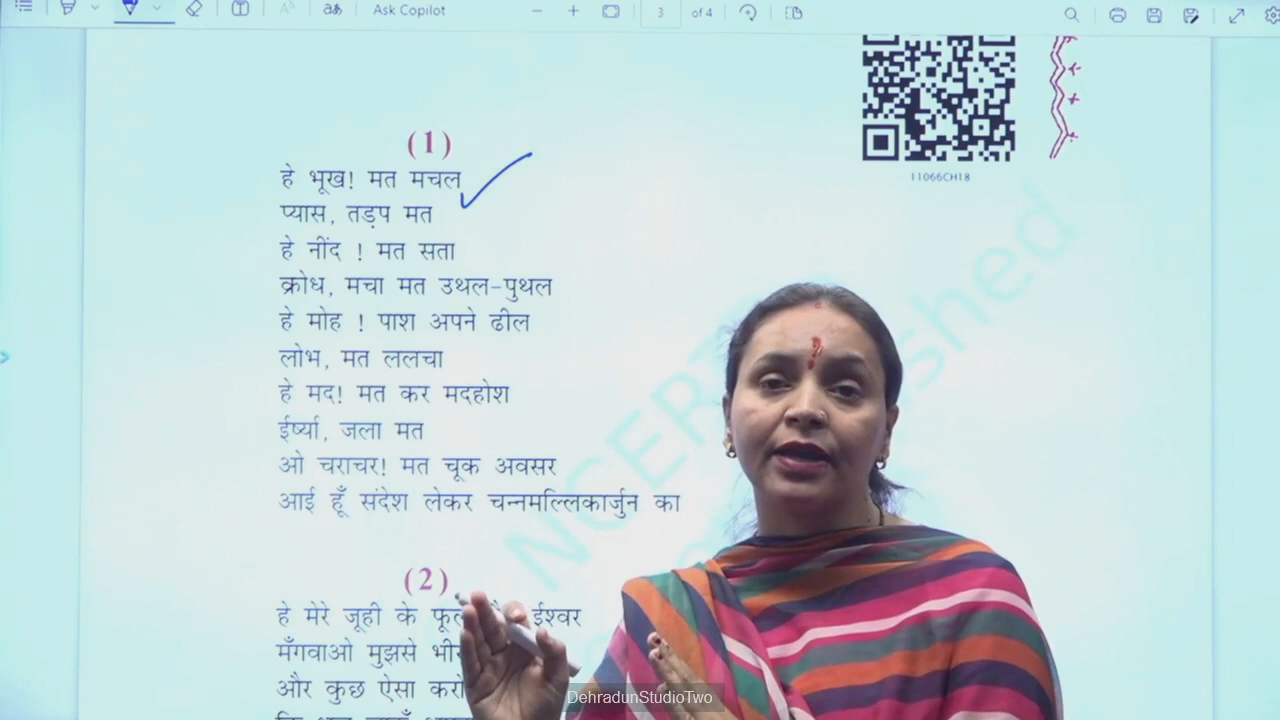 Ask Copilot
3 of 4
11066CH18
(1)
हे भूख! मत मचल
प्यास, तड़प मत
हे नींद ! मत सता
क्रोध, मचा मत उथल-पुथल
हे मोह ! पाश अपने ढील
लोभ, मत ललचा
हे मद! मत कर मदहोश
ईर्ष्या, जला मत
ओ चराचर! मत चूक अवसर
आई हूँ संदेश लेकर चन्नमल्लिकार्जुन का
(2)
हे मेरे जूही के ईश्वर
मँगवाओ मुझसे
और कुछ ऐसा करो
NCERT
DehradunStudioTwo